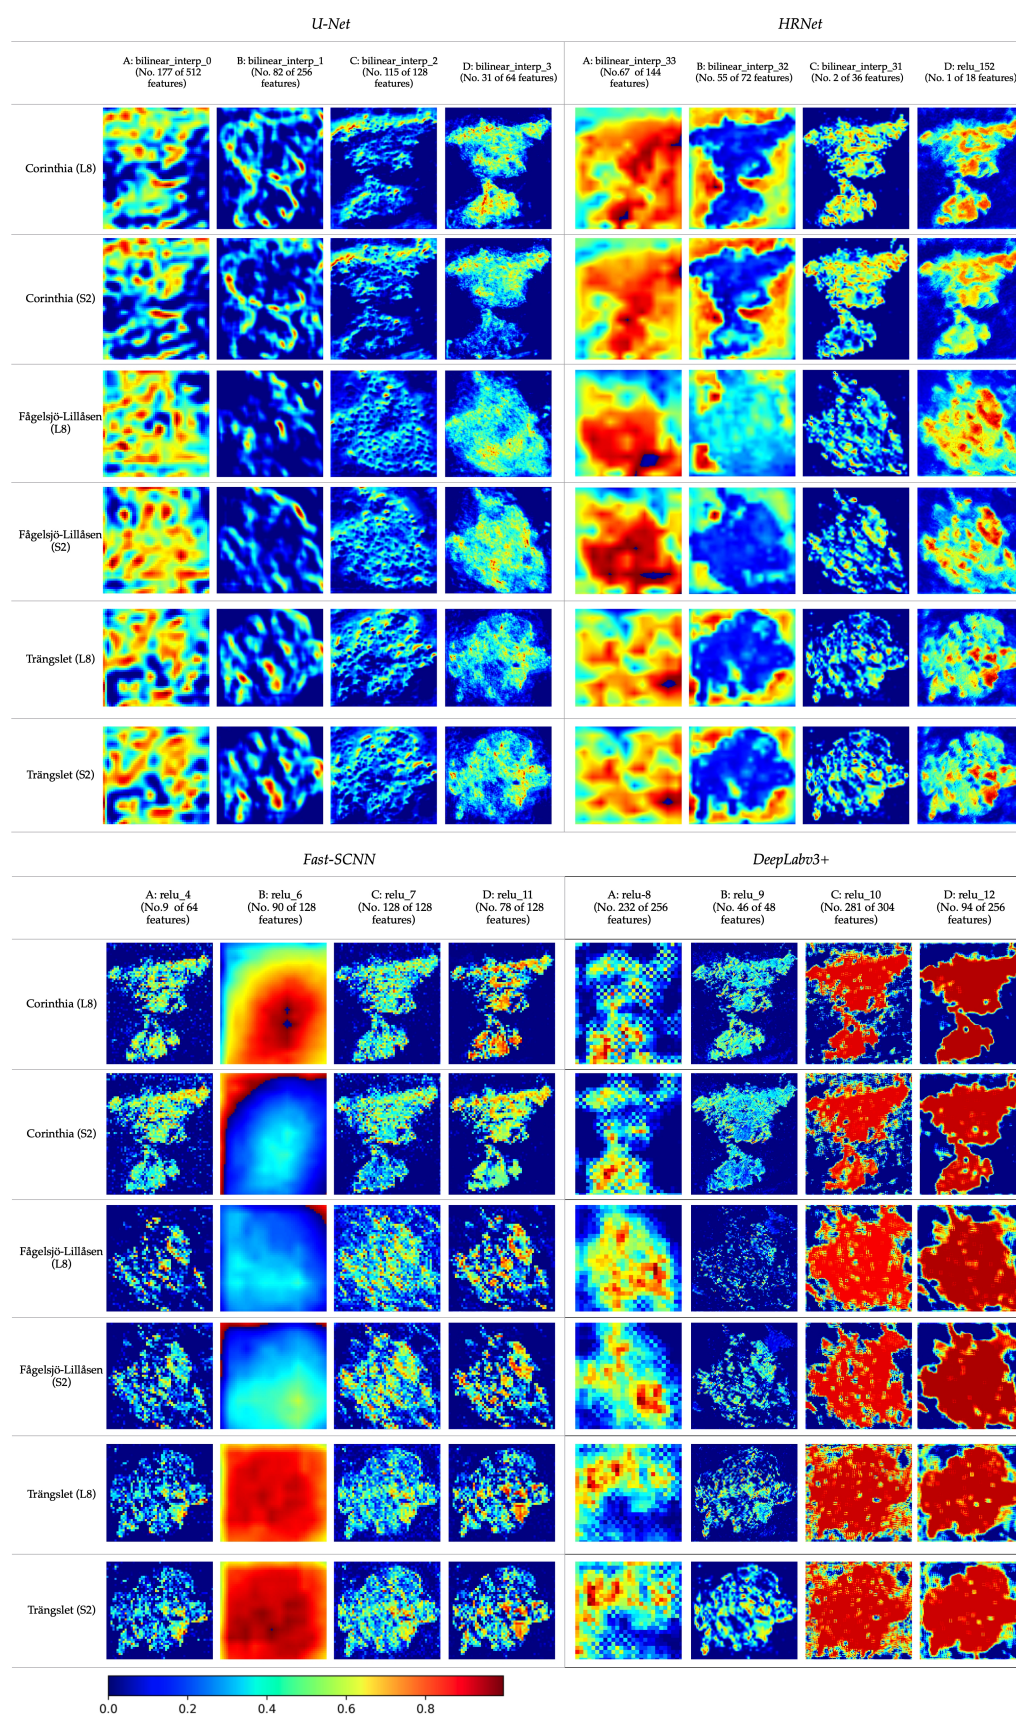 U-Net
HRNet
A: bilinear_interp_0
(No. 177 of 512
features)
B: bilinear_interp_1
(No. 82 of 256
features)
C: bilinear_interp_2
(No. 115 of 128
features)
D: bilinear_interp_3
(No. 31 of 64 features)
A: bilinear_interp_33
(No.67 of 144
features)
B: bilinear_interp_32
(No. 55 of 72 features)
C: bilinear_interp_31
(No. 2 of 36 features)
D: relu_152
(No. 1 of 18 features)
Corinthia (L8)
Corinthia (S2)
Fågelsjö-Lillåsen
(L8)
Fågelsjö-Lillåsen
(S2)
Trängslet (L8)
Trängslet (S2)
Fast-SCNN
DeepLabv3+
A: relu_4
(No.9 of 64
features)
B: relu_6
(No. 90 of 128
features)
C: relu_7
(No. 128 of 128
features)
D: relu_11
(No. 78 of 128
features)
A: relu-8
(No. 232 of 256
features)
B: relu_9
(No. 46 of 48
features)
C: relu_10
(No. 281 of 304
features)
D: relu_12
(No. 94 of 256
features)
Corinthia (L8)
Corinthia (S2)
Fågelsjö-Lillåsen
(L8)
Fågelsjö-Lillåsen
(S2)
Trängslet (L8)
Trängslet (S2)
0.0 0.2 0.4 0.6 0.8